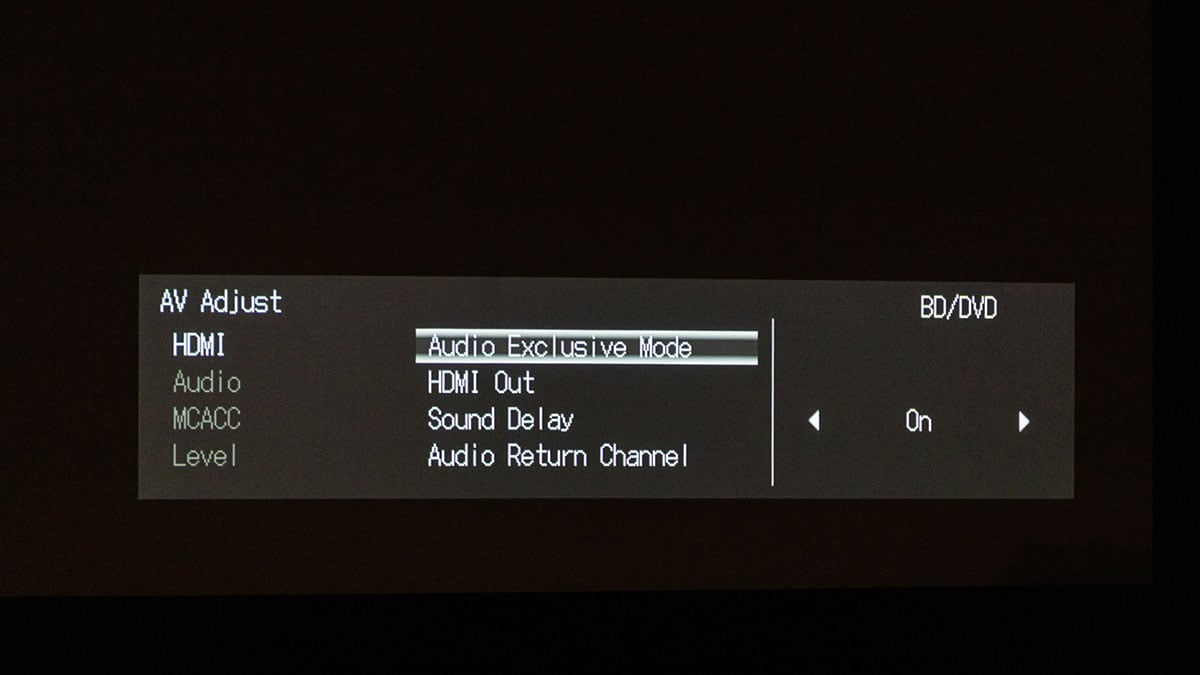 AV Adjust BD/DVD
HDMI Audio Exclusive Mode
Audio HDMI Out
MCACC Sound Delay On
Level Audio Return Channel